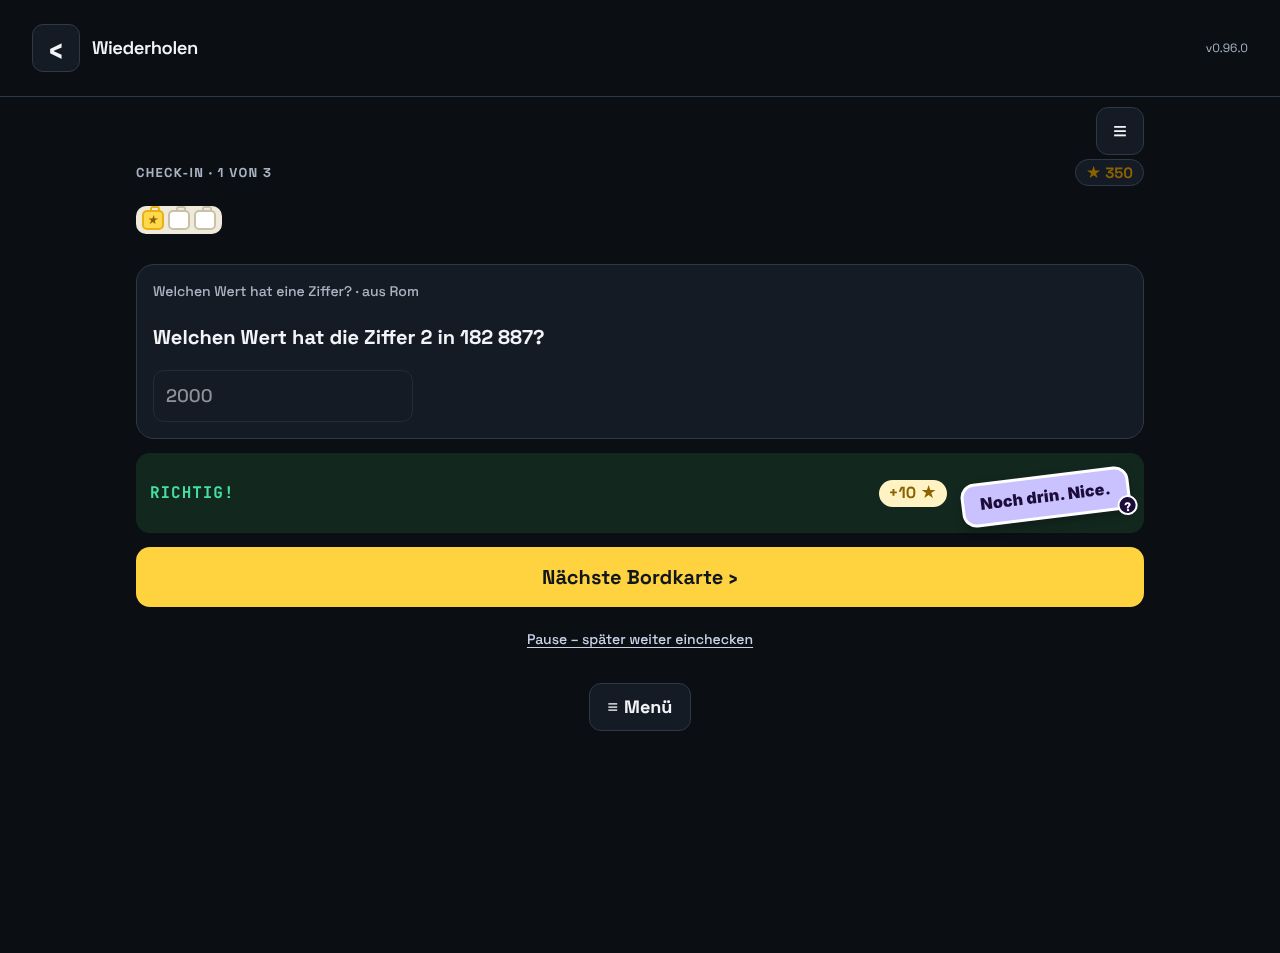 < Wiederholen
v0.96.0
≡
CHECK-IN · 1 VON 3
★ 350
Welchen Wert hat eine Ziffer? · aus Rom
Welchen Wert hat die Ziffer 2 in 182 887?
2000
RICHTIG!
+10 ★
Noch drin. Nice.
?
Nächste Bordkarte >
Pause – später weiter einchecken
≡ Menü